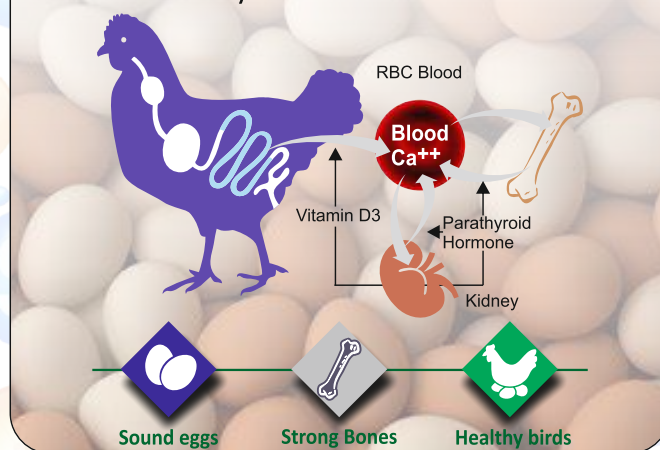 RBC Blood
Blood
Ca++
Vitamin D3
Parathyroid
Hormone
Kidney
Sound eggs
Strong Bones
Healthy birds